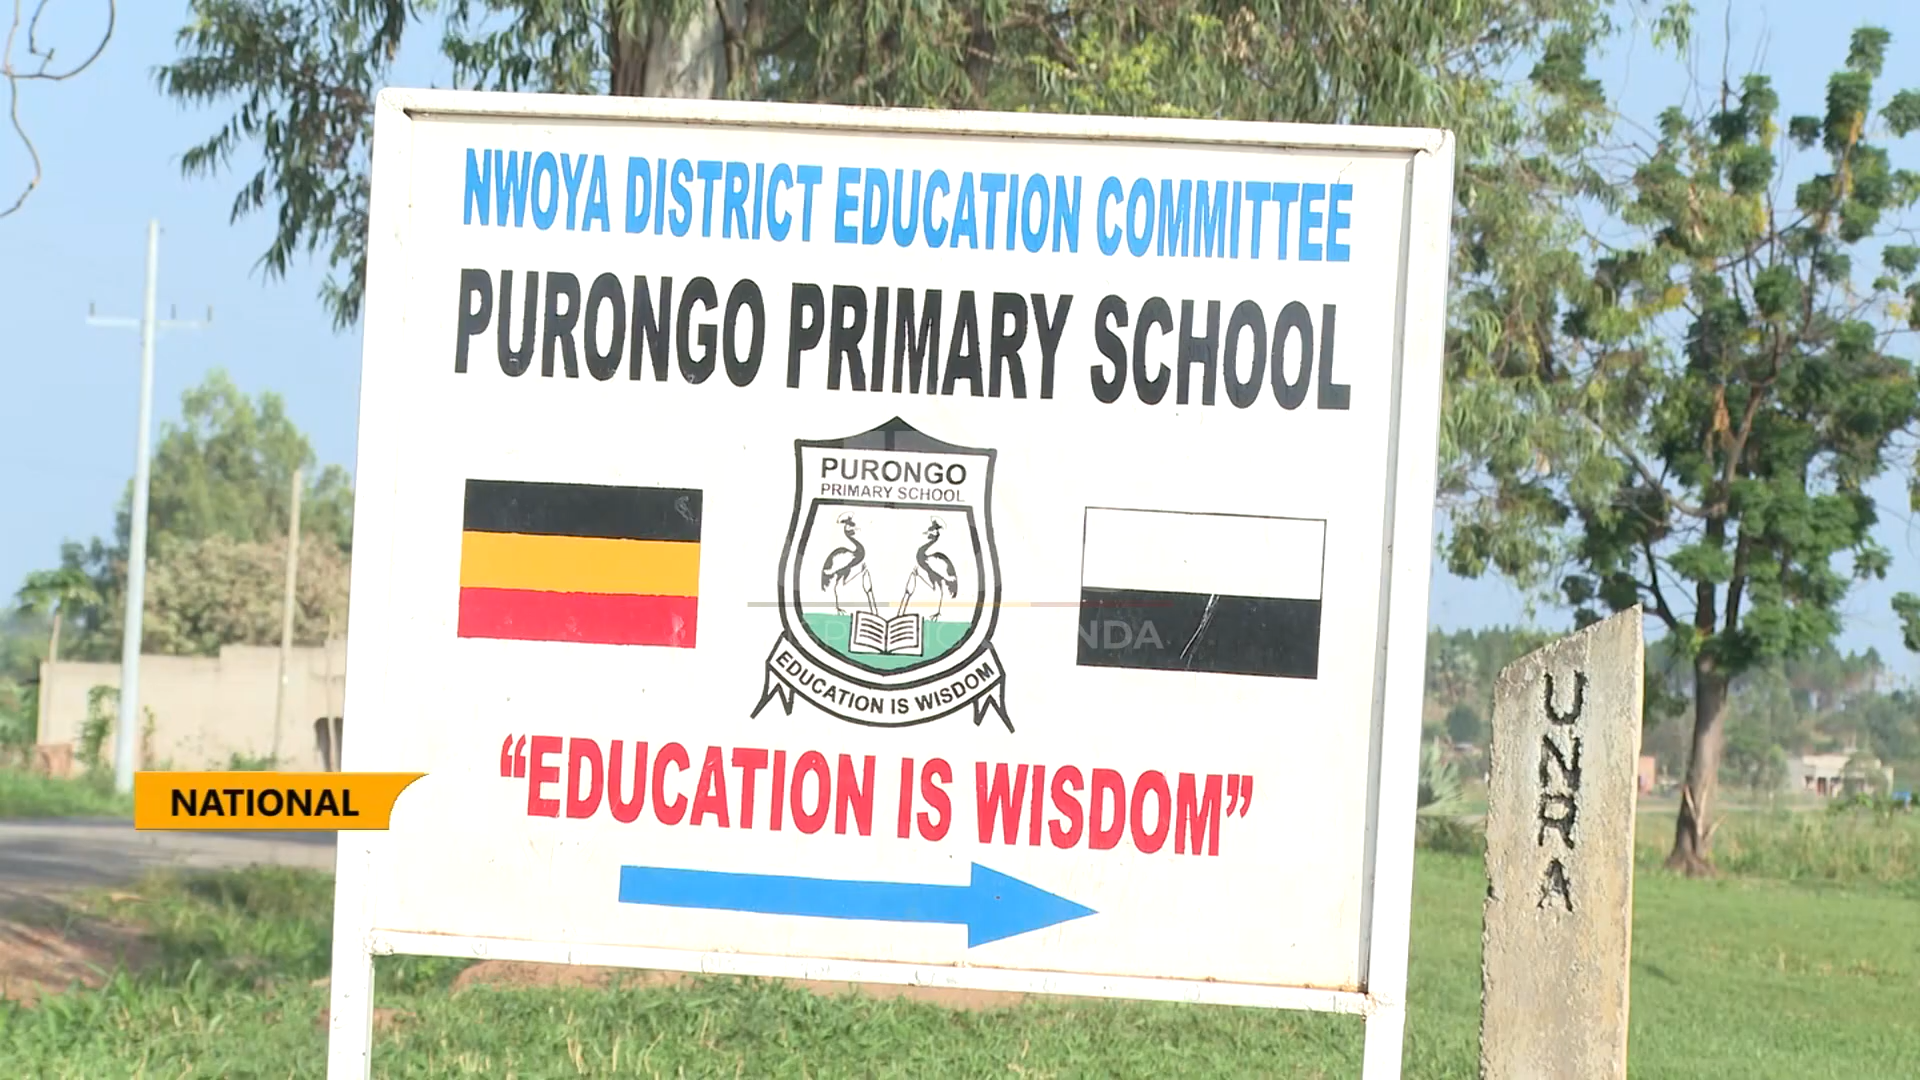 NWOYA DISTRICT EDUCATION COMMITTEE
PURONGO PRIMARY SCHOOL
PURONGO
PRIMARY SCHOOL
EDUCATION IS WISDOM
“EDUCATION IS WISDOM”
NATIONAL
UNRA